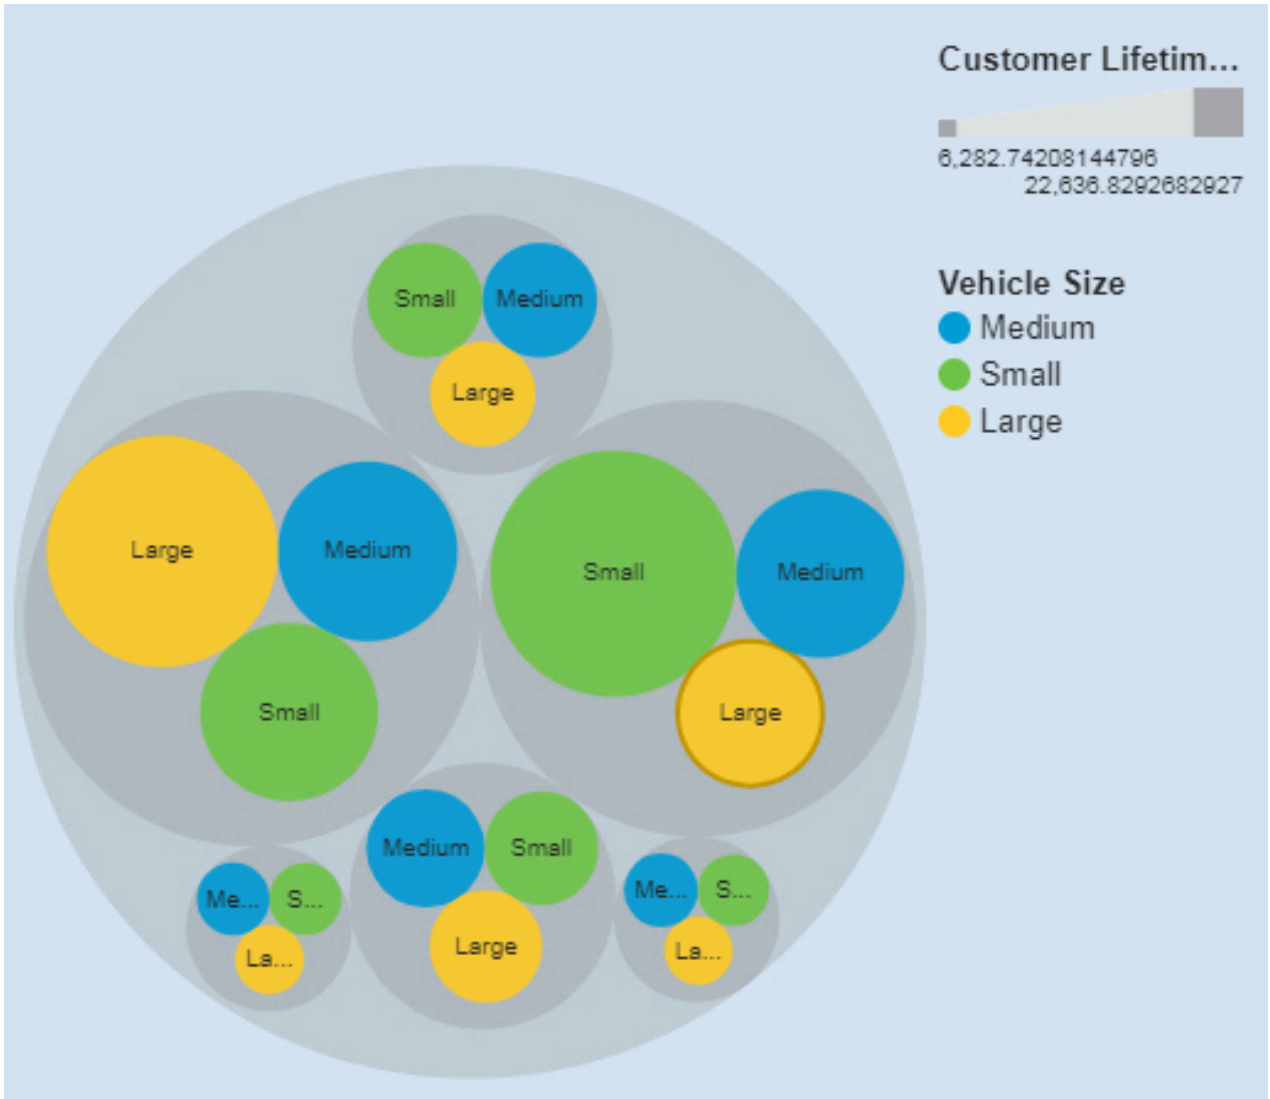 Customer Lifetim...
6,282.74208144796
22,636.8292682927
Vehicle Size
Medium
Small
Large
Small
Medium
Large
Large
Medium
Small
Small
Medium
Large
Medium
Small
Large
Me...
S...
La...
Me...
S...
La...